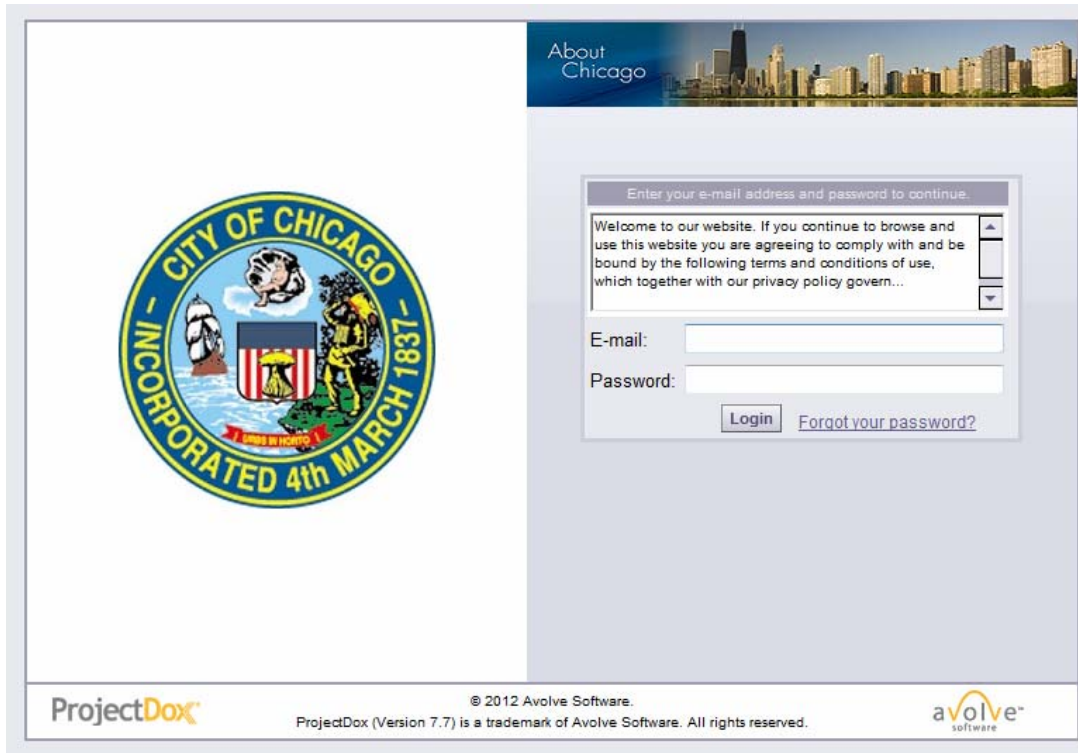 CITY OF CHICAGO
- INCORPORATED 4th MARCH 1837 -
URBS IN HORTO
About
Chicago
Enter your e-mail address and password to continue.
Welcome to our website. If you continue to browse and
use this website you are agreeing to comply with and be
bound by the following terms and conditions of use,
which together with our privacy policy govern...
E-mail:
Password:
Login
Forgot your password?
ProjectDox
© 2012 Avolve Software.
ProjectDox (Version 7.7) is a trademark of Avolve Software. All rights reserved.
avolve™
software